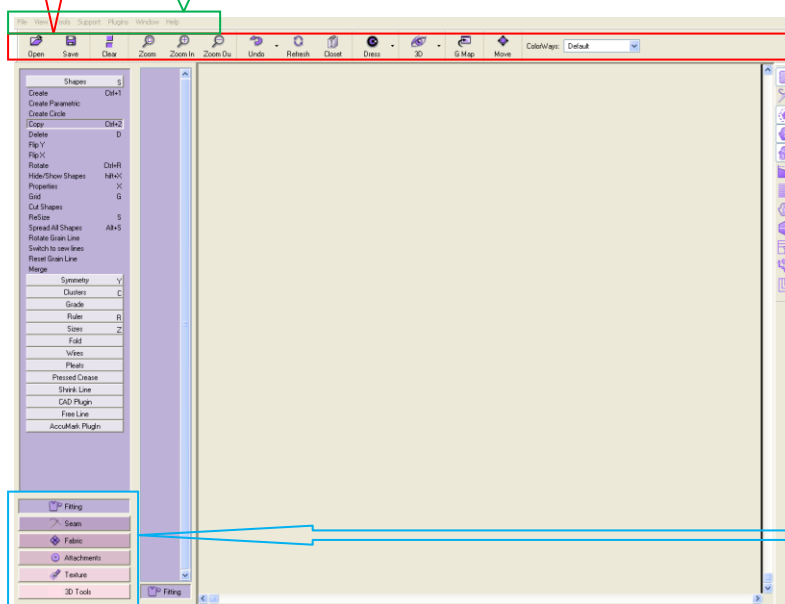 File View Tools Support Plugins Window Help
Open Save Clear Zoom Zoom In Zoom Ou Undo Refresh Closet Dress 3D G Map Move ColorWays: Default
Shapes S
Create Ctrl+1
Create Parametric
Create Circle
Copy Ctrl+2
Delete D
Flip Y
Flip X
Rotate Ctrl+R
Hide/Show Shapes hift+X
Properties X
Grid G
Cut Shapes
ReSize S
Spread All Shapes Alt+S
Rotate Grain Line
Switch to sew lines
Reset Grain Line
Merge
Symmetry Y
Clusters C
Grade
Ruler R
Sizes Z
Fold
Wires
Pleats
Pressed Crease
Shrink Line
CAD Plugin
Free Line
AccuMark PlugIn
Fitting
Seam
Fabric
Attachments
Texture
3D Tools
Fitting